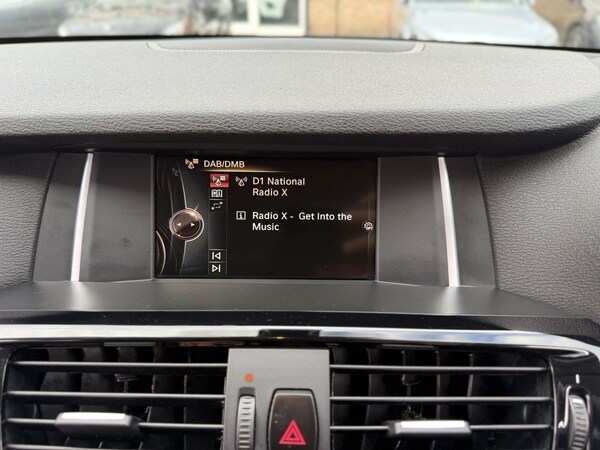 DAB/DMB
D1 National
Radio X
Radio X - Get Into the
Music